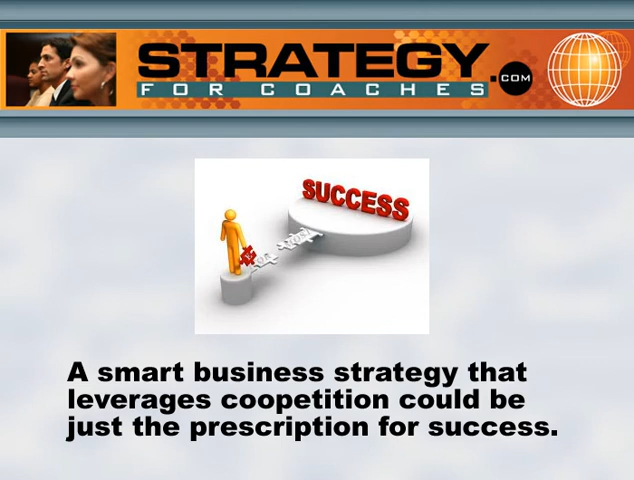 STRATEGY.COM
FOR COACHES
SUCCESS
A smart business strategy that
leverages coopetition could be
just the prescription for success.